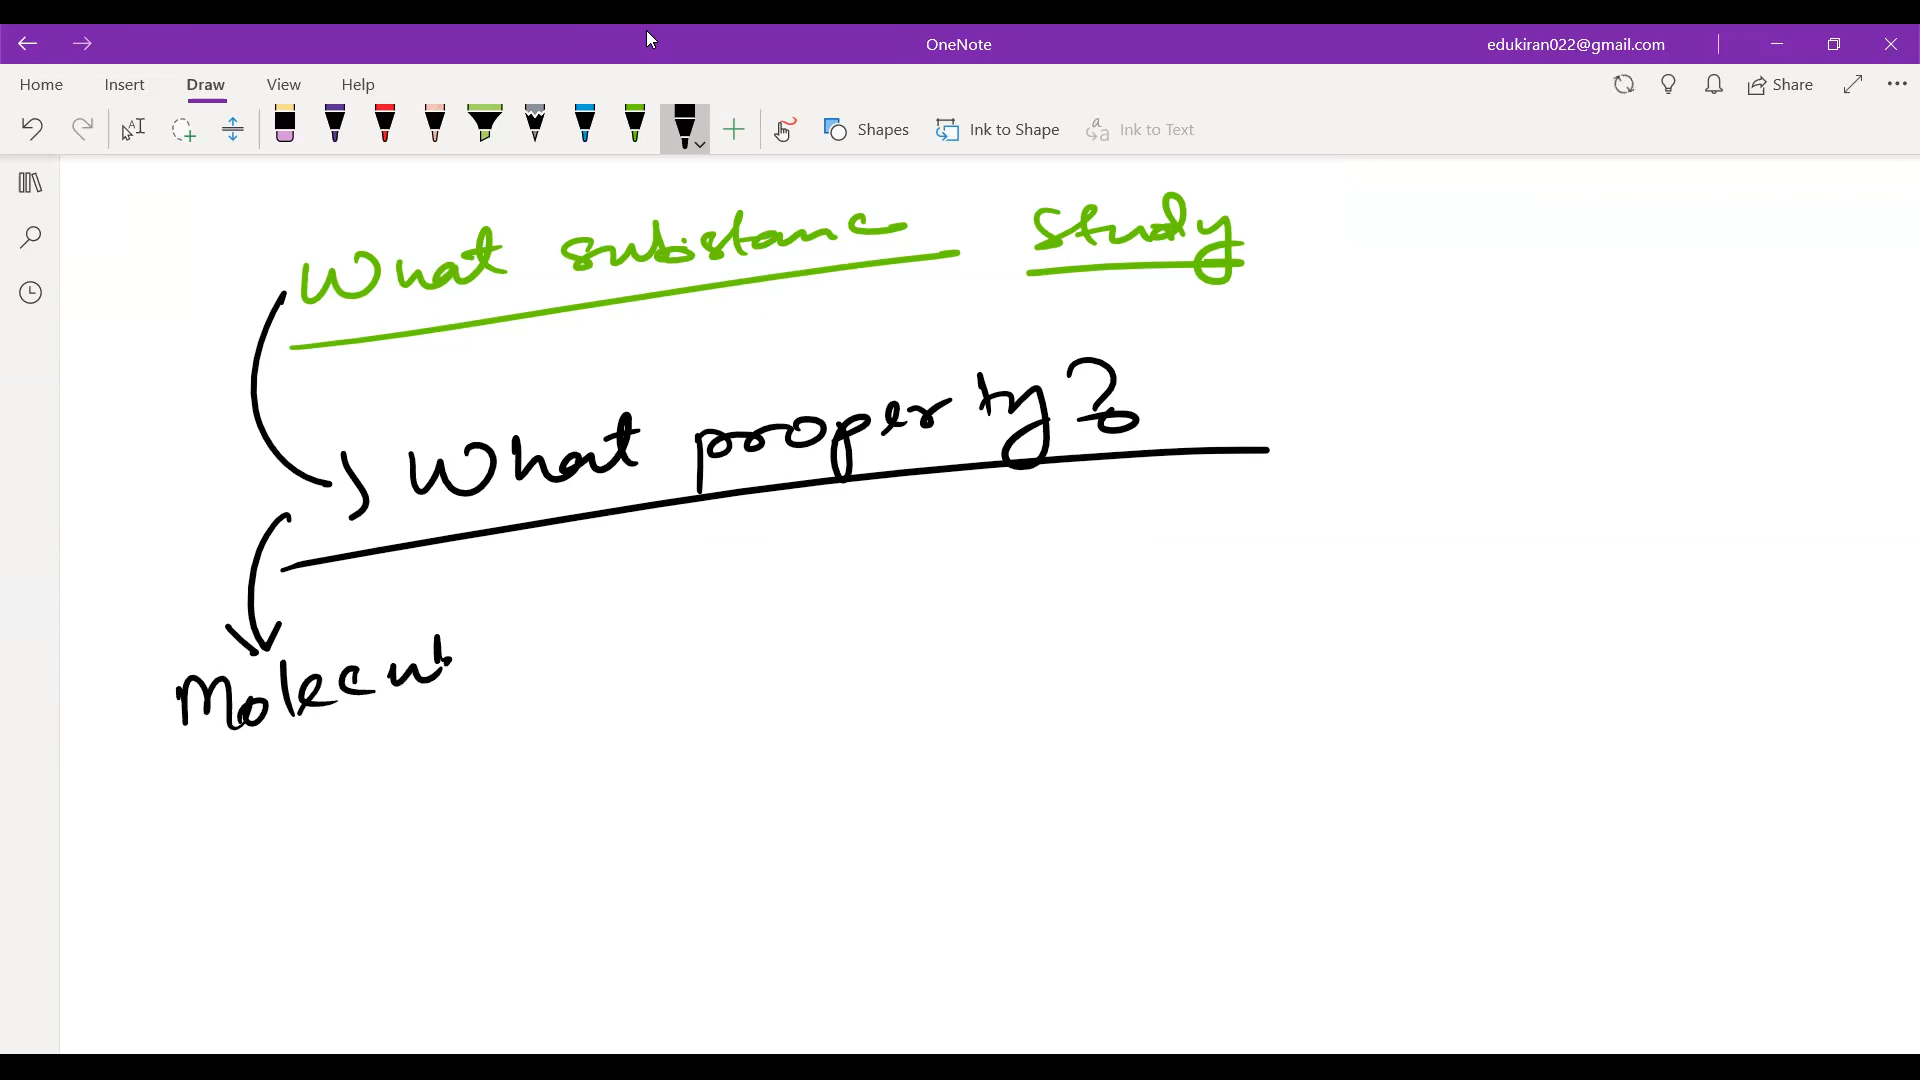 OneNote
edukiran022@gmail.com
Home Insert Draw View Help Share
Shapes Ink to Shape Ink to Text
What substanc study
What property?
Molecul